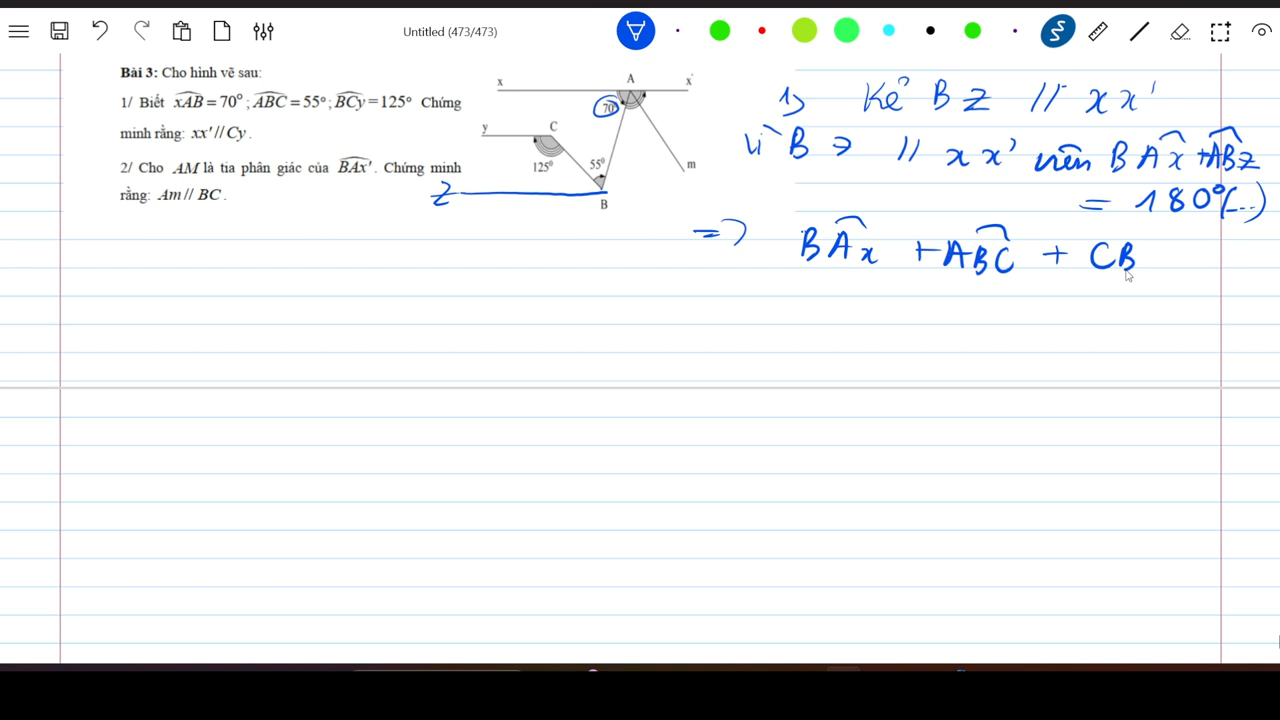 Untitled (473/473)
Bài 3: Cho hình vẽ sau:
1/ Biết xAB = 70° ; ABC = 55° ; BCy = 125° Chứng
minh rằng: xx' // Cy .
2/ Cho AM là tia phân giác của BAx' . Chứng minh
rằng: Am // BC .
x A x'
70°
y C
125° 55° m
Z
B
1) Kẻ BZ // xx'
Vì BZ // xx' nên BAx + ABZ
= 180° (...)
=> BAx + ABC + CB